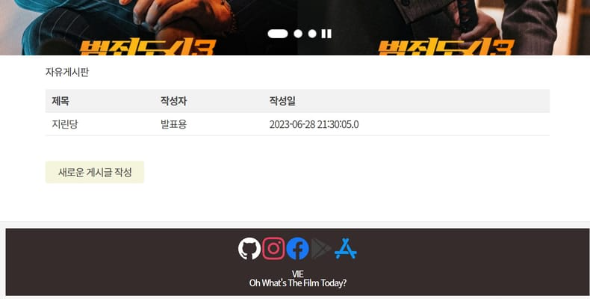 범죄도시3
범죄도시3
자유게시판
제목 작성자 작성일
지린당 발표용 2023-06-28 21:30:05.0
새로운 게시글 작성
VIE
Oh What's The Film Today?